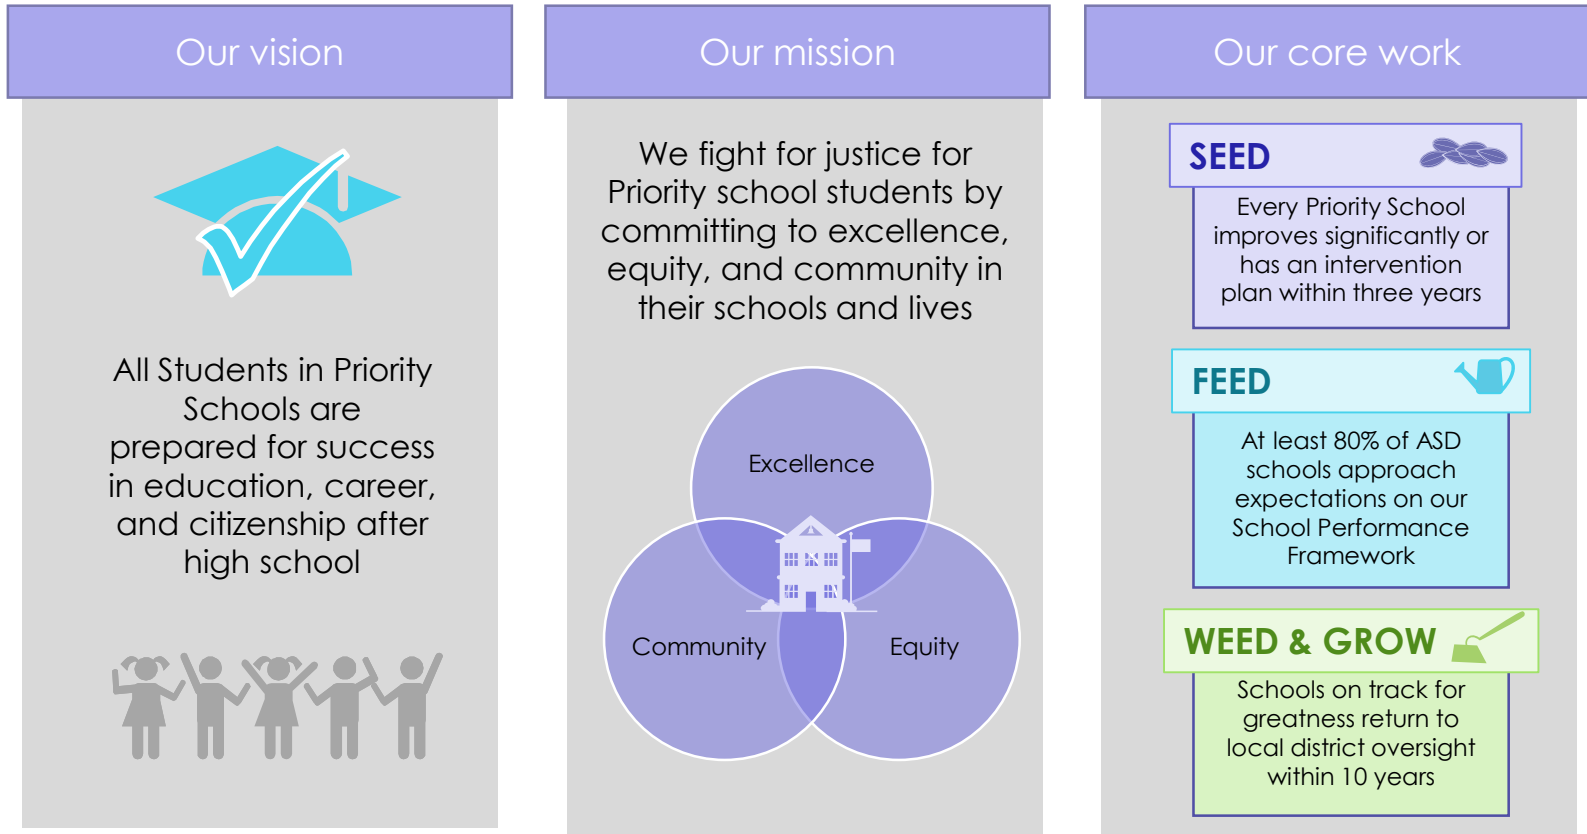 Our vision
All Students in Priority
Schools are
prepared for success
in education, career,
and citizenship after
high school
Our mission
We fight for justice for
Priority school students by
committing to excellence,
equity, and community in
their schools and lives
Excellence
Community
Equity
Our core work
SEED
Every Priority School
improves significantly or
has an intervention
plan within three years
FEED
At least 80% of ASD
schools approach
expectations on our
School Performance
Framework
WEED & GROW
Schools on track for
greatness return to
local district oversight
within 10 years